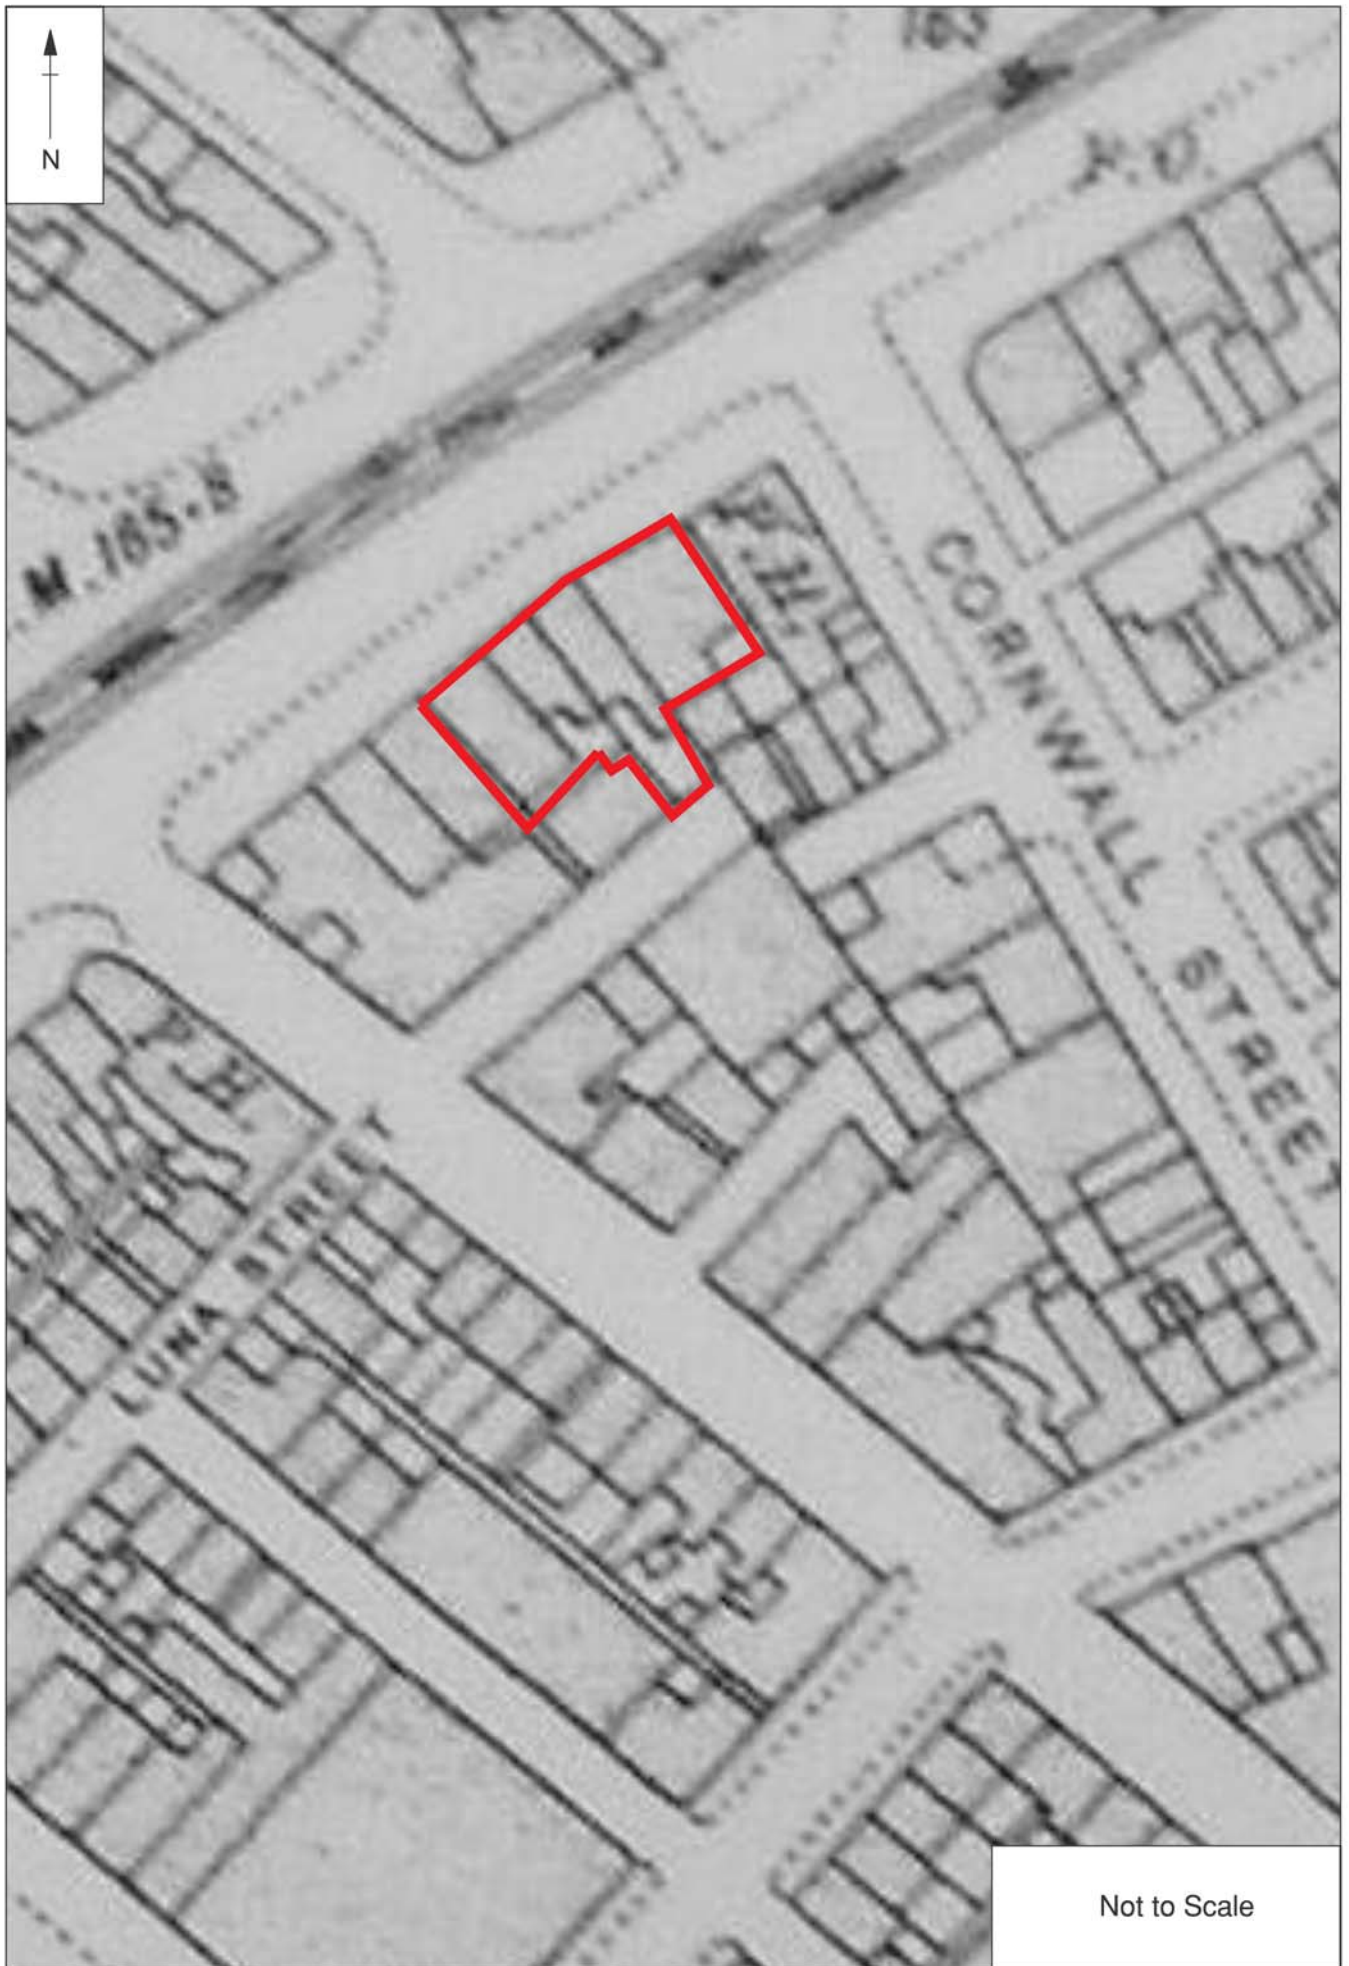 N
M.165.8
P.H.
CORNWALL STREET
P.H.
LUNA STREET
Not to Scale